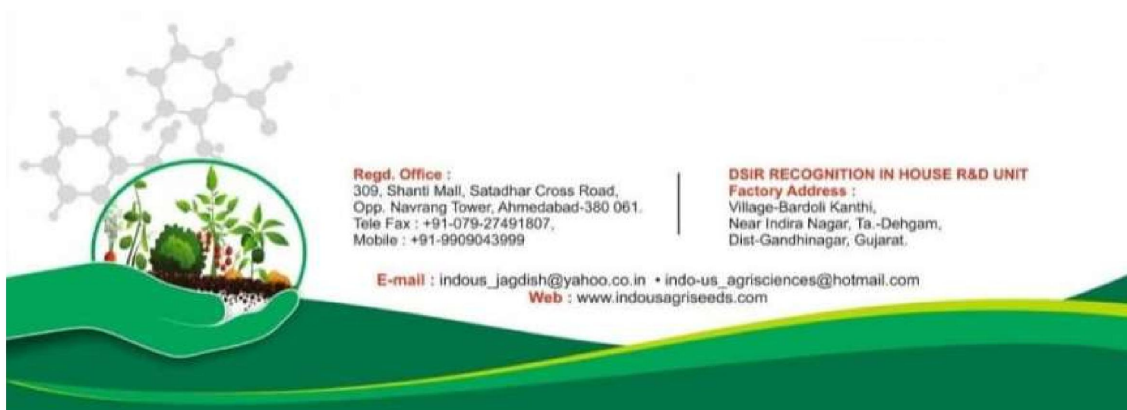 Regd. Office :
309, Shanti Mall, Satadhar Cross Road,
Opp. Navrang Tower, Ahmedabad-380 061.
Tele Fax : +91-079-27491807,
Mobile : +91-9909043999
DSIR RECOGNITION IN HOUSE R&D UNIT
Factory Address :
Village-Bardoli Kanthi,
Near Indira Nagar, Ta.-Dehgam,
Dist-Gandhinagar, Gujarat.
E-mail : indous_jagdish@yahoo.co.in • indo-us_agrisciences@hotmail.com
Web : www.indousagriseeds.com